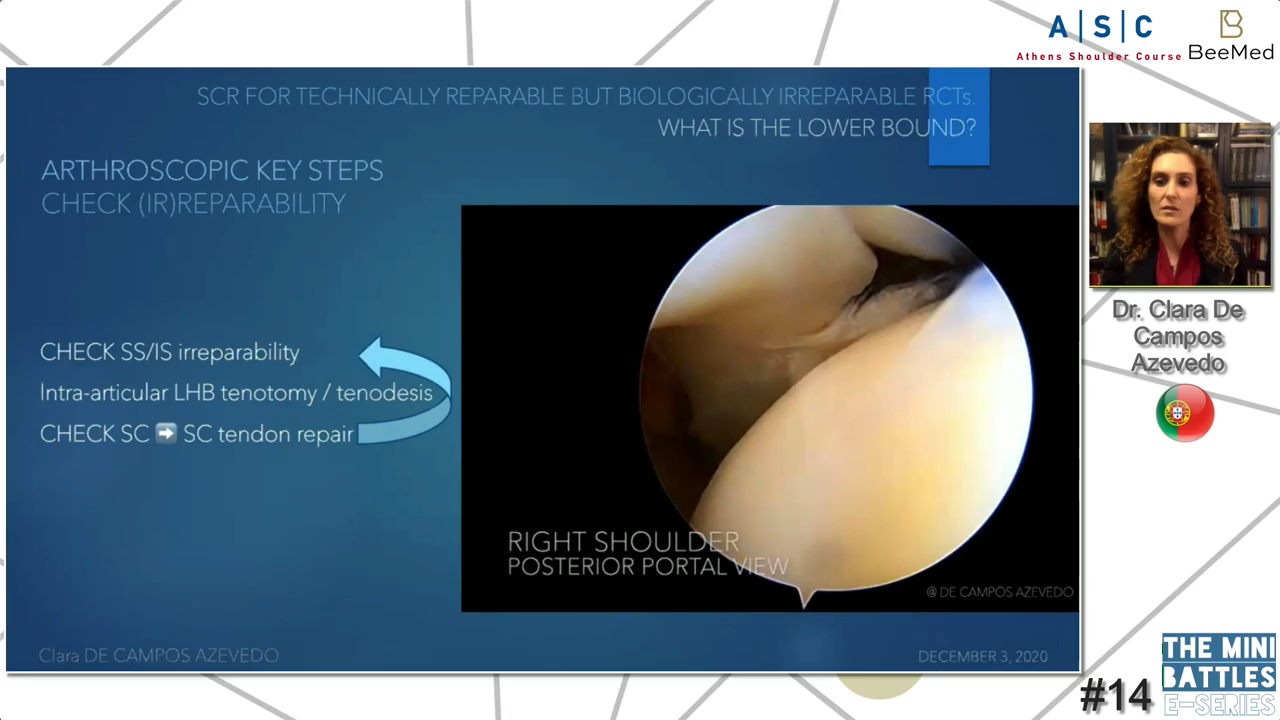 A|S|C
Athens Shoulder Course
BeeMed
SCR FOR TECHNICALLY REPARABLE BUT BIOLOGICALLY IRREPARABLE RCTs.
WHAT IS THE LOWER BOUND?
ARTHROSCOPIC KEY STEPS
CHECK (IR)REPARABILITY
CHECK SS/IS irreparability
Intra-articular LHB tenotomy / tenodesis
CHECK SC ➡ SC tendon repair
RIGHT SHOULDER
POSTERIOR PORTAL VIEW
@ DE CAMPOS AZEVEDO
Clara DE CAMPOS AZEVEDO
DECEMBER 3, 2020
Dr. Clara De
Campos
Azevedo
#14
THE MINI
BATTLES
E-SERIES